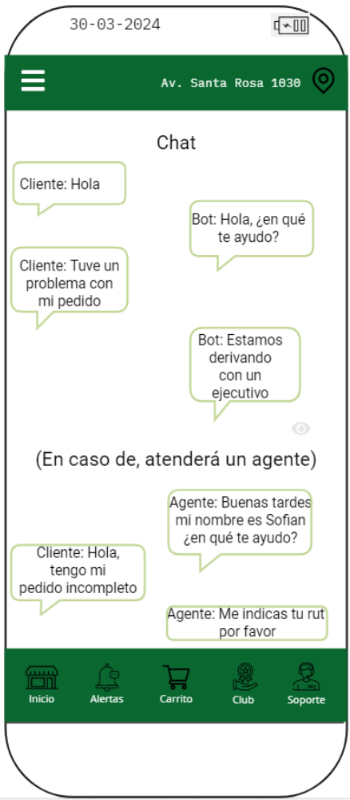 30-03-2024
Av. Santa Rosa 1030
Chat
Cliente: Hola
Bot: Hola, ¿en qué
te ayudo?
Cliente: Tuve un
problema con
mi pedido
Bot: Estamos
derivando
con un
ejecutivo
(En caso de, atenderá un agente)
Agente: Buenas tardes
mi nombre es Sofian
¿en qué te ayudo?
Cliente: Hola,
tengo mi
pedido incompleto
Agente: Me indicas tu rut
por favor
Inicio
Alertas
Carrito
Club
Soporte